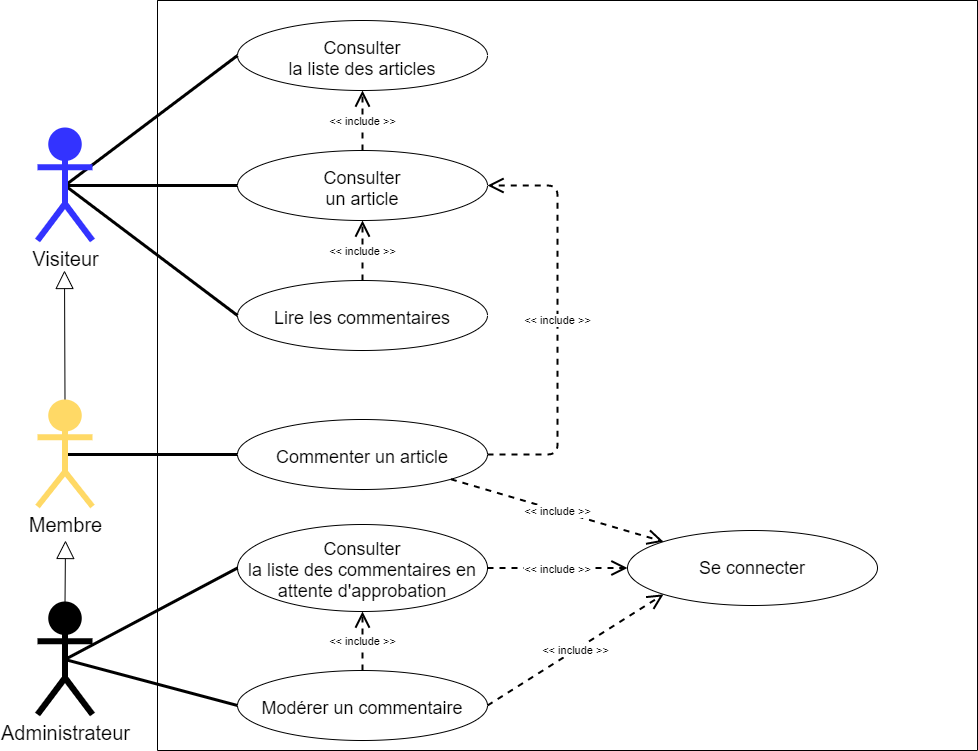 Consulter
la liste des articles
<< include >>
Consulter
un article
<< include >>
Visiteur
Lire les commentaires
<< include >>
Commenter un article
<< include >>
Membre
Consulter
la liste des commentaires en
attente d'approbation
<< include >>
Se connecter
<< include >>
<< include >>
Modérer un commentaire
Administrateur